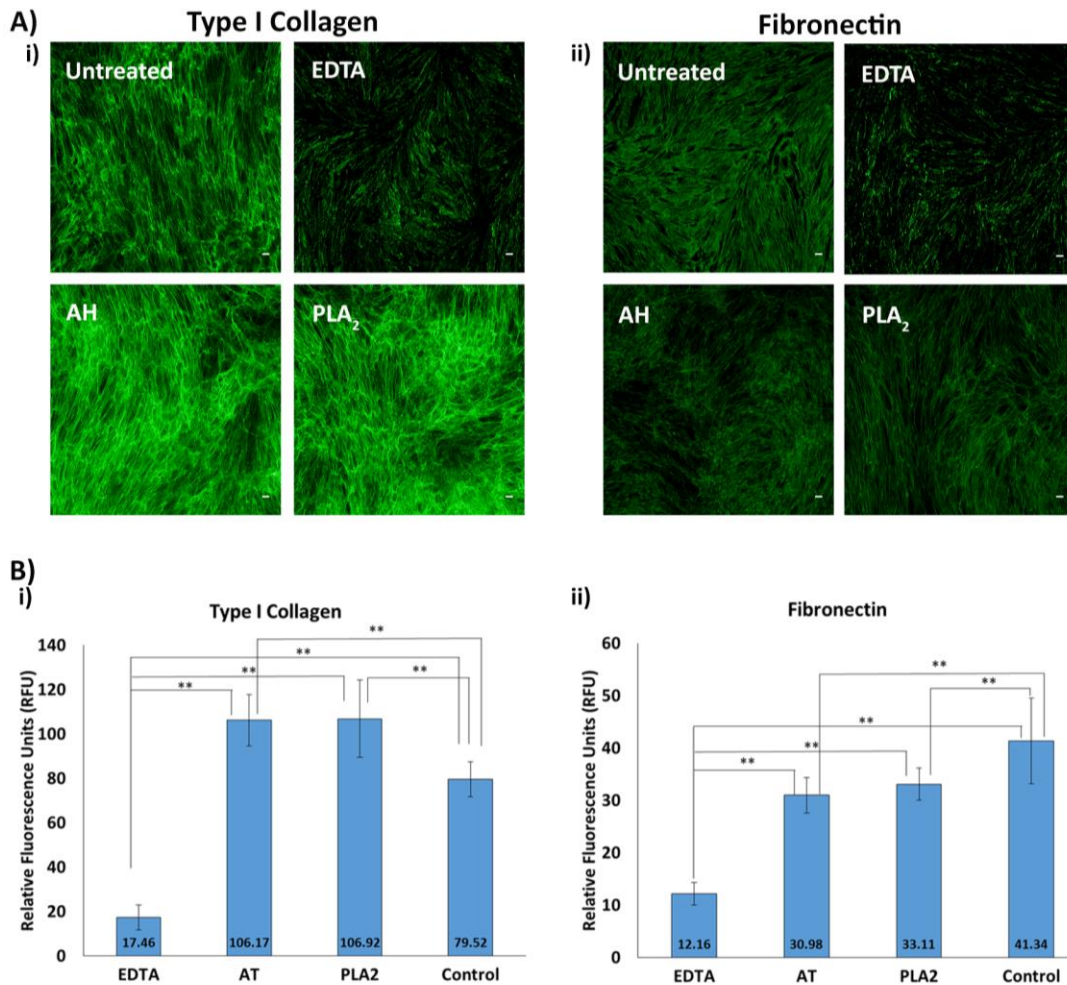 A)
Type I Collagen
Fibronectin
i)
ii)
Untreated
EDTA
Untreated
EDTA
AH
PLA₂
AH
PLA₂
B)
i)
Type I Collagen
Relative Fluorescence Units (RFU)
140
120
100
80
60
40
20
0
**
**
**
**
**
17.46
106.17
106.92
79.52
EDTA
AT
PLA2
Control
ii)
Fibronectin
Relative Fluorescence Units (RFU)
60
50
40
30
20
10
0
**
**
**
**
**
12.16
30.98
33.11
41.34
EDTA
AT
PLA2
Control